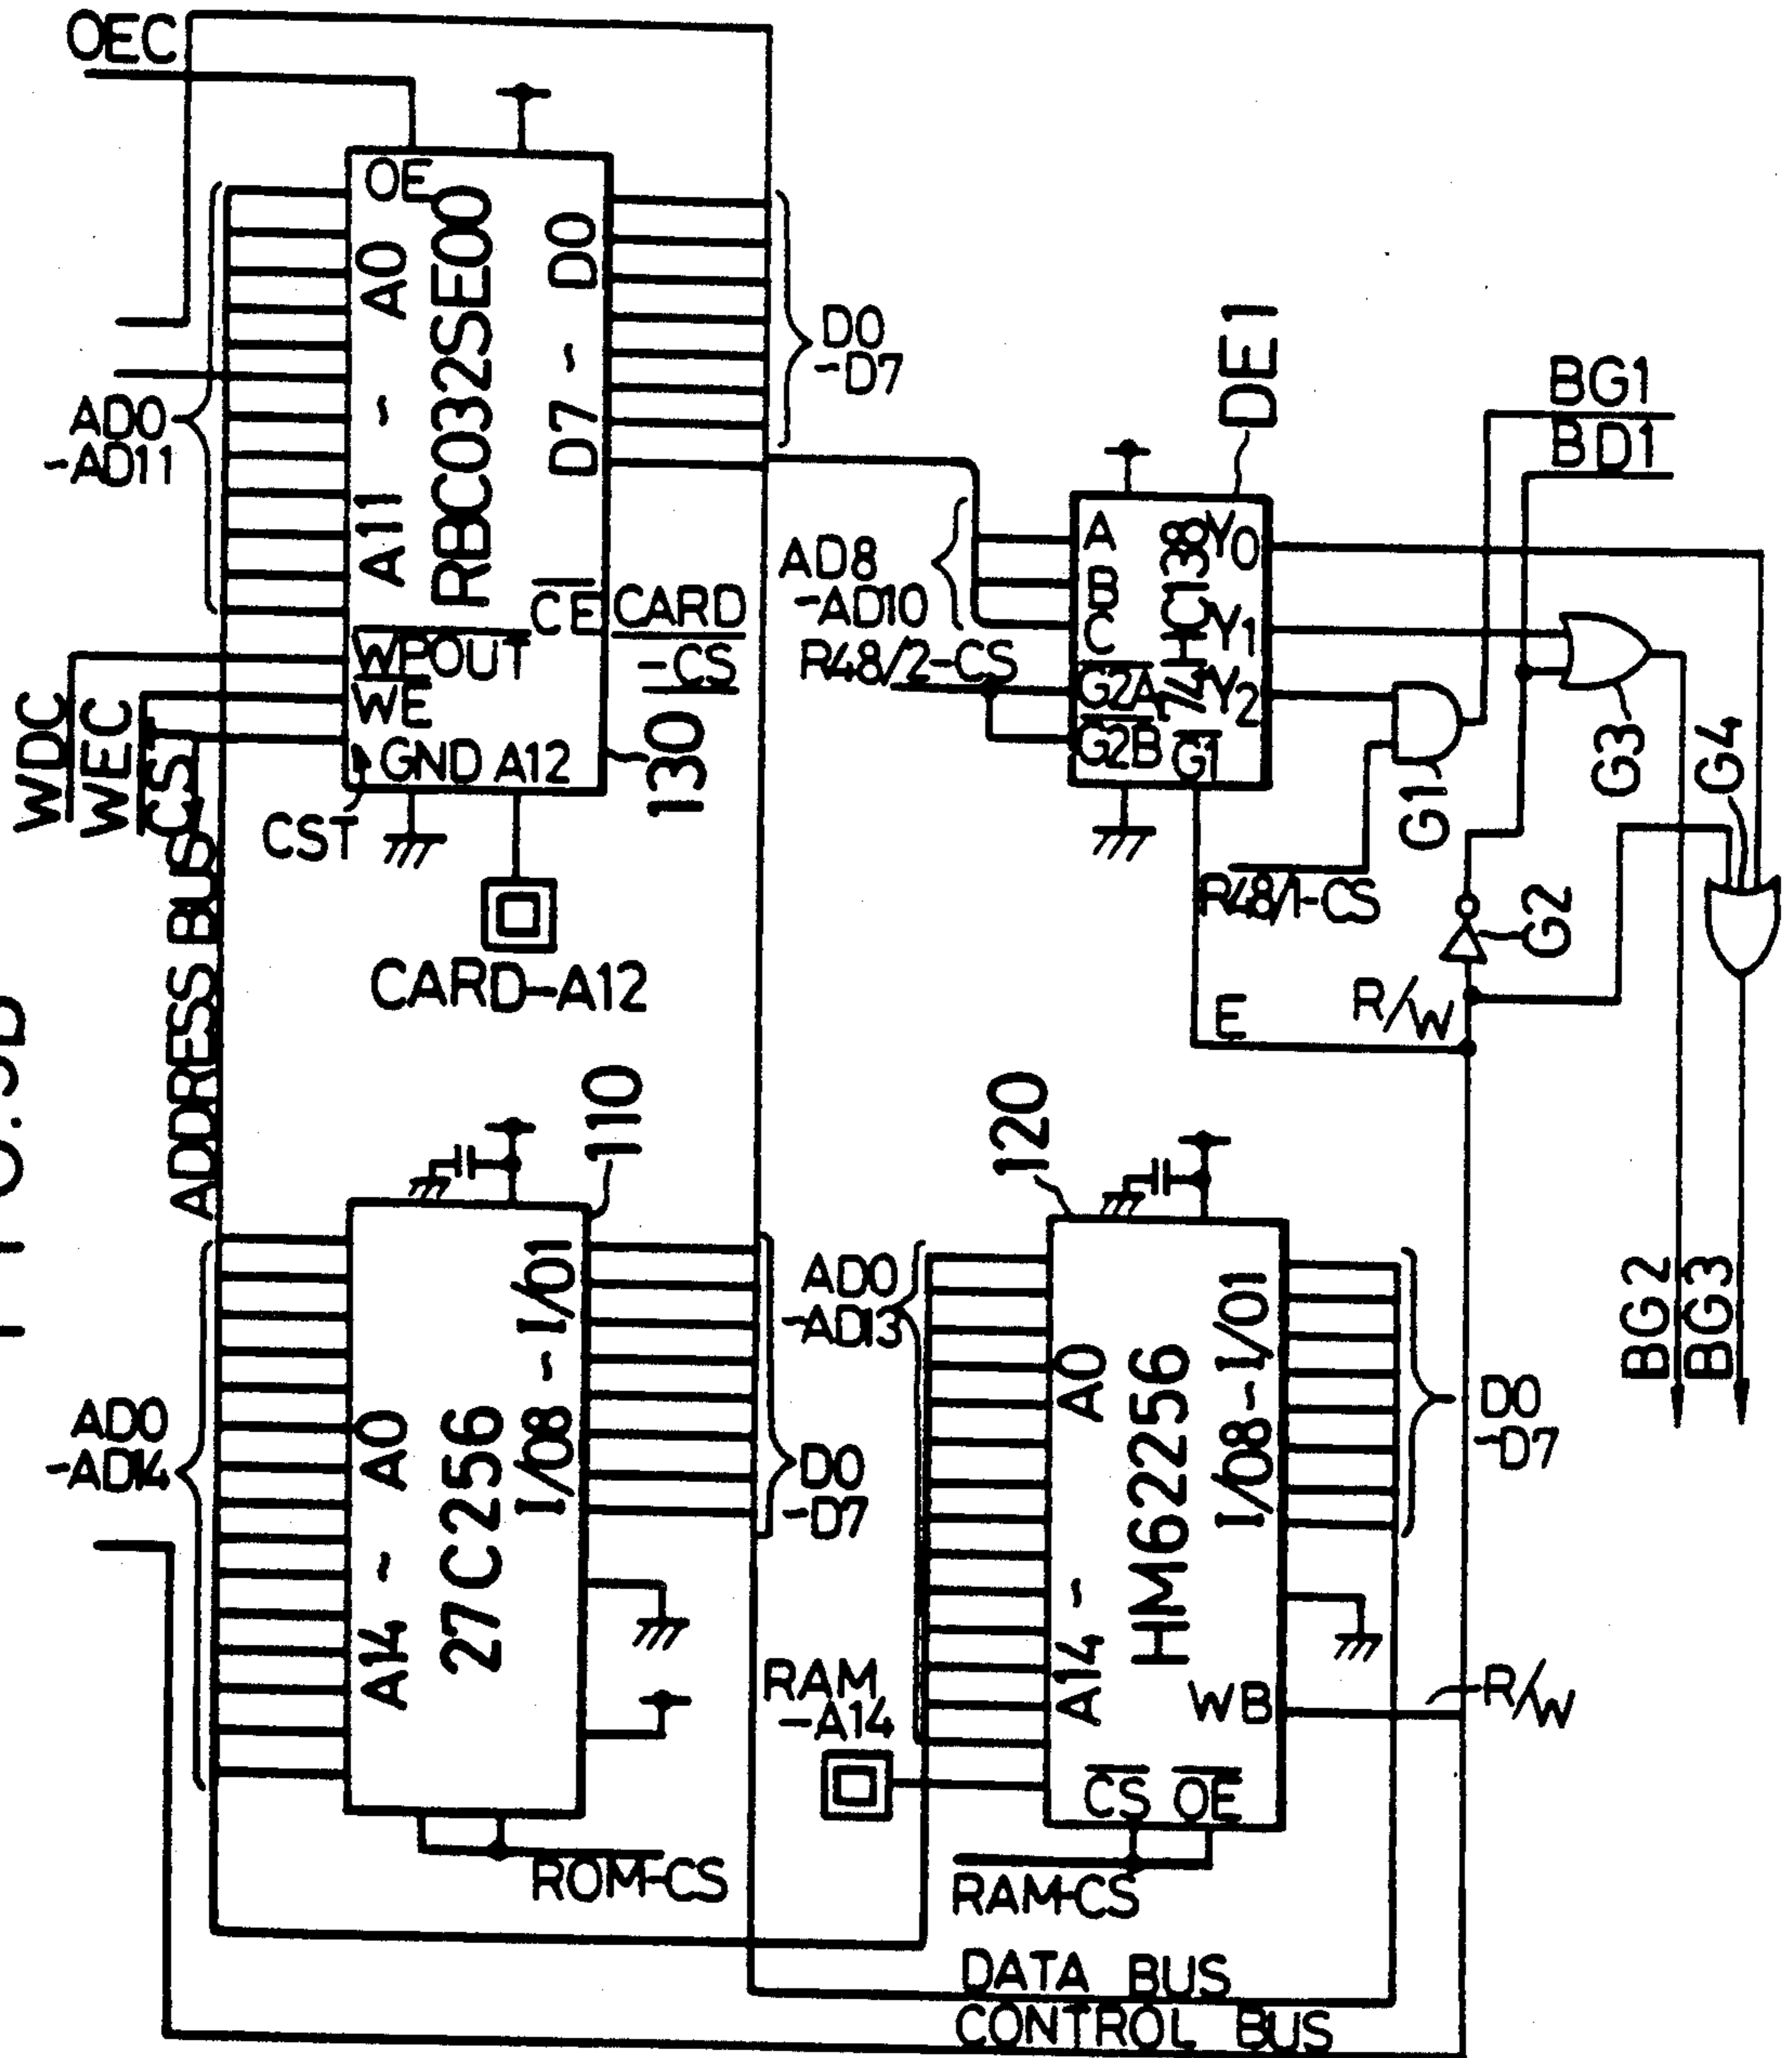 OEC
AD0
-AD11
OE
A0
~
A11
RBC032SE00
D0
~
D7
D0
-D7
WPOUT
WE
CE
CARD
-CS
GND A12
130
WDC
WEC
CST
CST
ADDRESS BUS
CARD-A12
DE1
AD8
-AD10
R48/2-CS
A
B
C
G2A
G2B
G1
74HC138
Y0
Y1
Y2
BG1
BD1
G1
G3
G4
R48/1-CS
G2
E
R/W
110
AD0
-AD14
A0
~
A14
27C256
I/08 ~ I/01
D0
-D7
ROM-CS
120
AD0
-AD13
A0
~
A14
HM62256
I/08~I/01
D0
-D7
RAM
-A14
WB
R/W
CS OE
RAM-CS
BG2
BG3
DATA BUS
CONTROL BUS